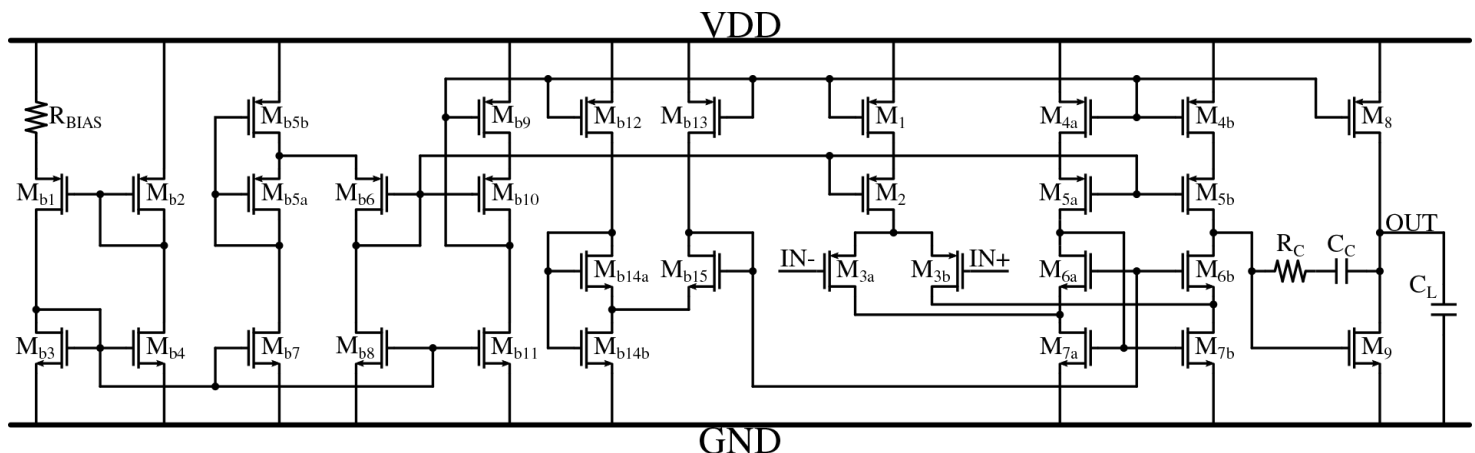 VDD
R_BIAS
M_b5b M_b9 M_b12 M_b13 M_1 M_4a M_4b M_8
M_b1 M_b2 M_b5a M_b6 M_b10 M_2 M_5a M_5b
OUT
IN- M_3a M_3b IN+ M_b14a M_b15 M_6a M_6b R_C C_C
C_L
M_b3 M_b4 M_b7 M_b8 M_b11 M_b14b M_7a M_7b M_9
GND